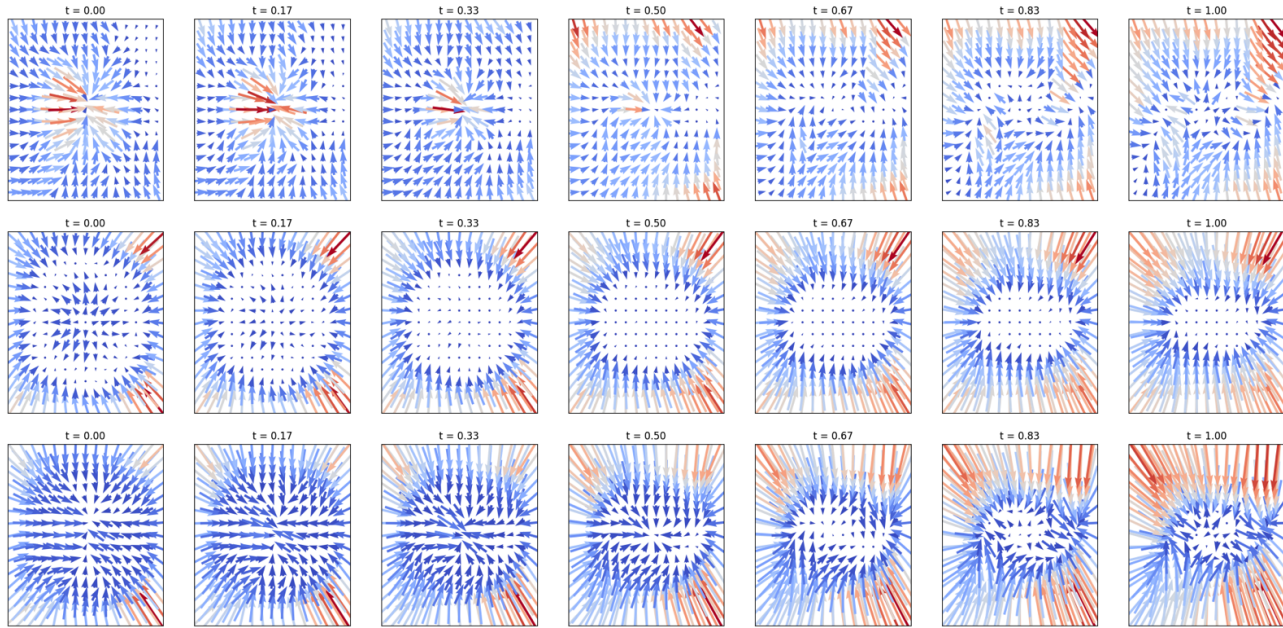 t = 0.00 t = 0.17 t = 0.33 t = 0.50 t = 0.67 t = 0.83 t = 1.00
t = 0.00 t = 0.17 t = 0.33 t = 0.50 t = 0.67 t = 0.83 t = 1.00
t = 0.00 t = 0.17 t = 0.33 t = 0.50 t = 0.67 t = 0.83 t = 1.00